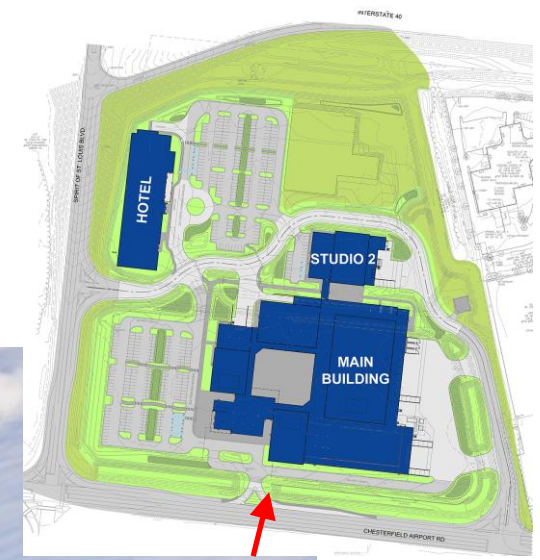 INTERSTATE 40
SPIRIT OF ST. LOUIS BLVD.
HOTEL
STUDIO 2
MAIN
BUILDING
CHESTERFIELD AIRPORT RD